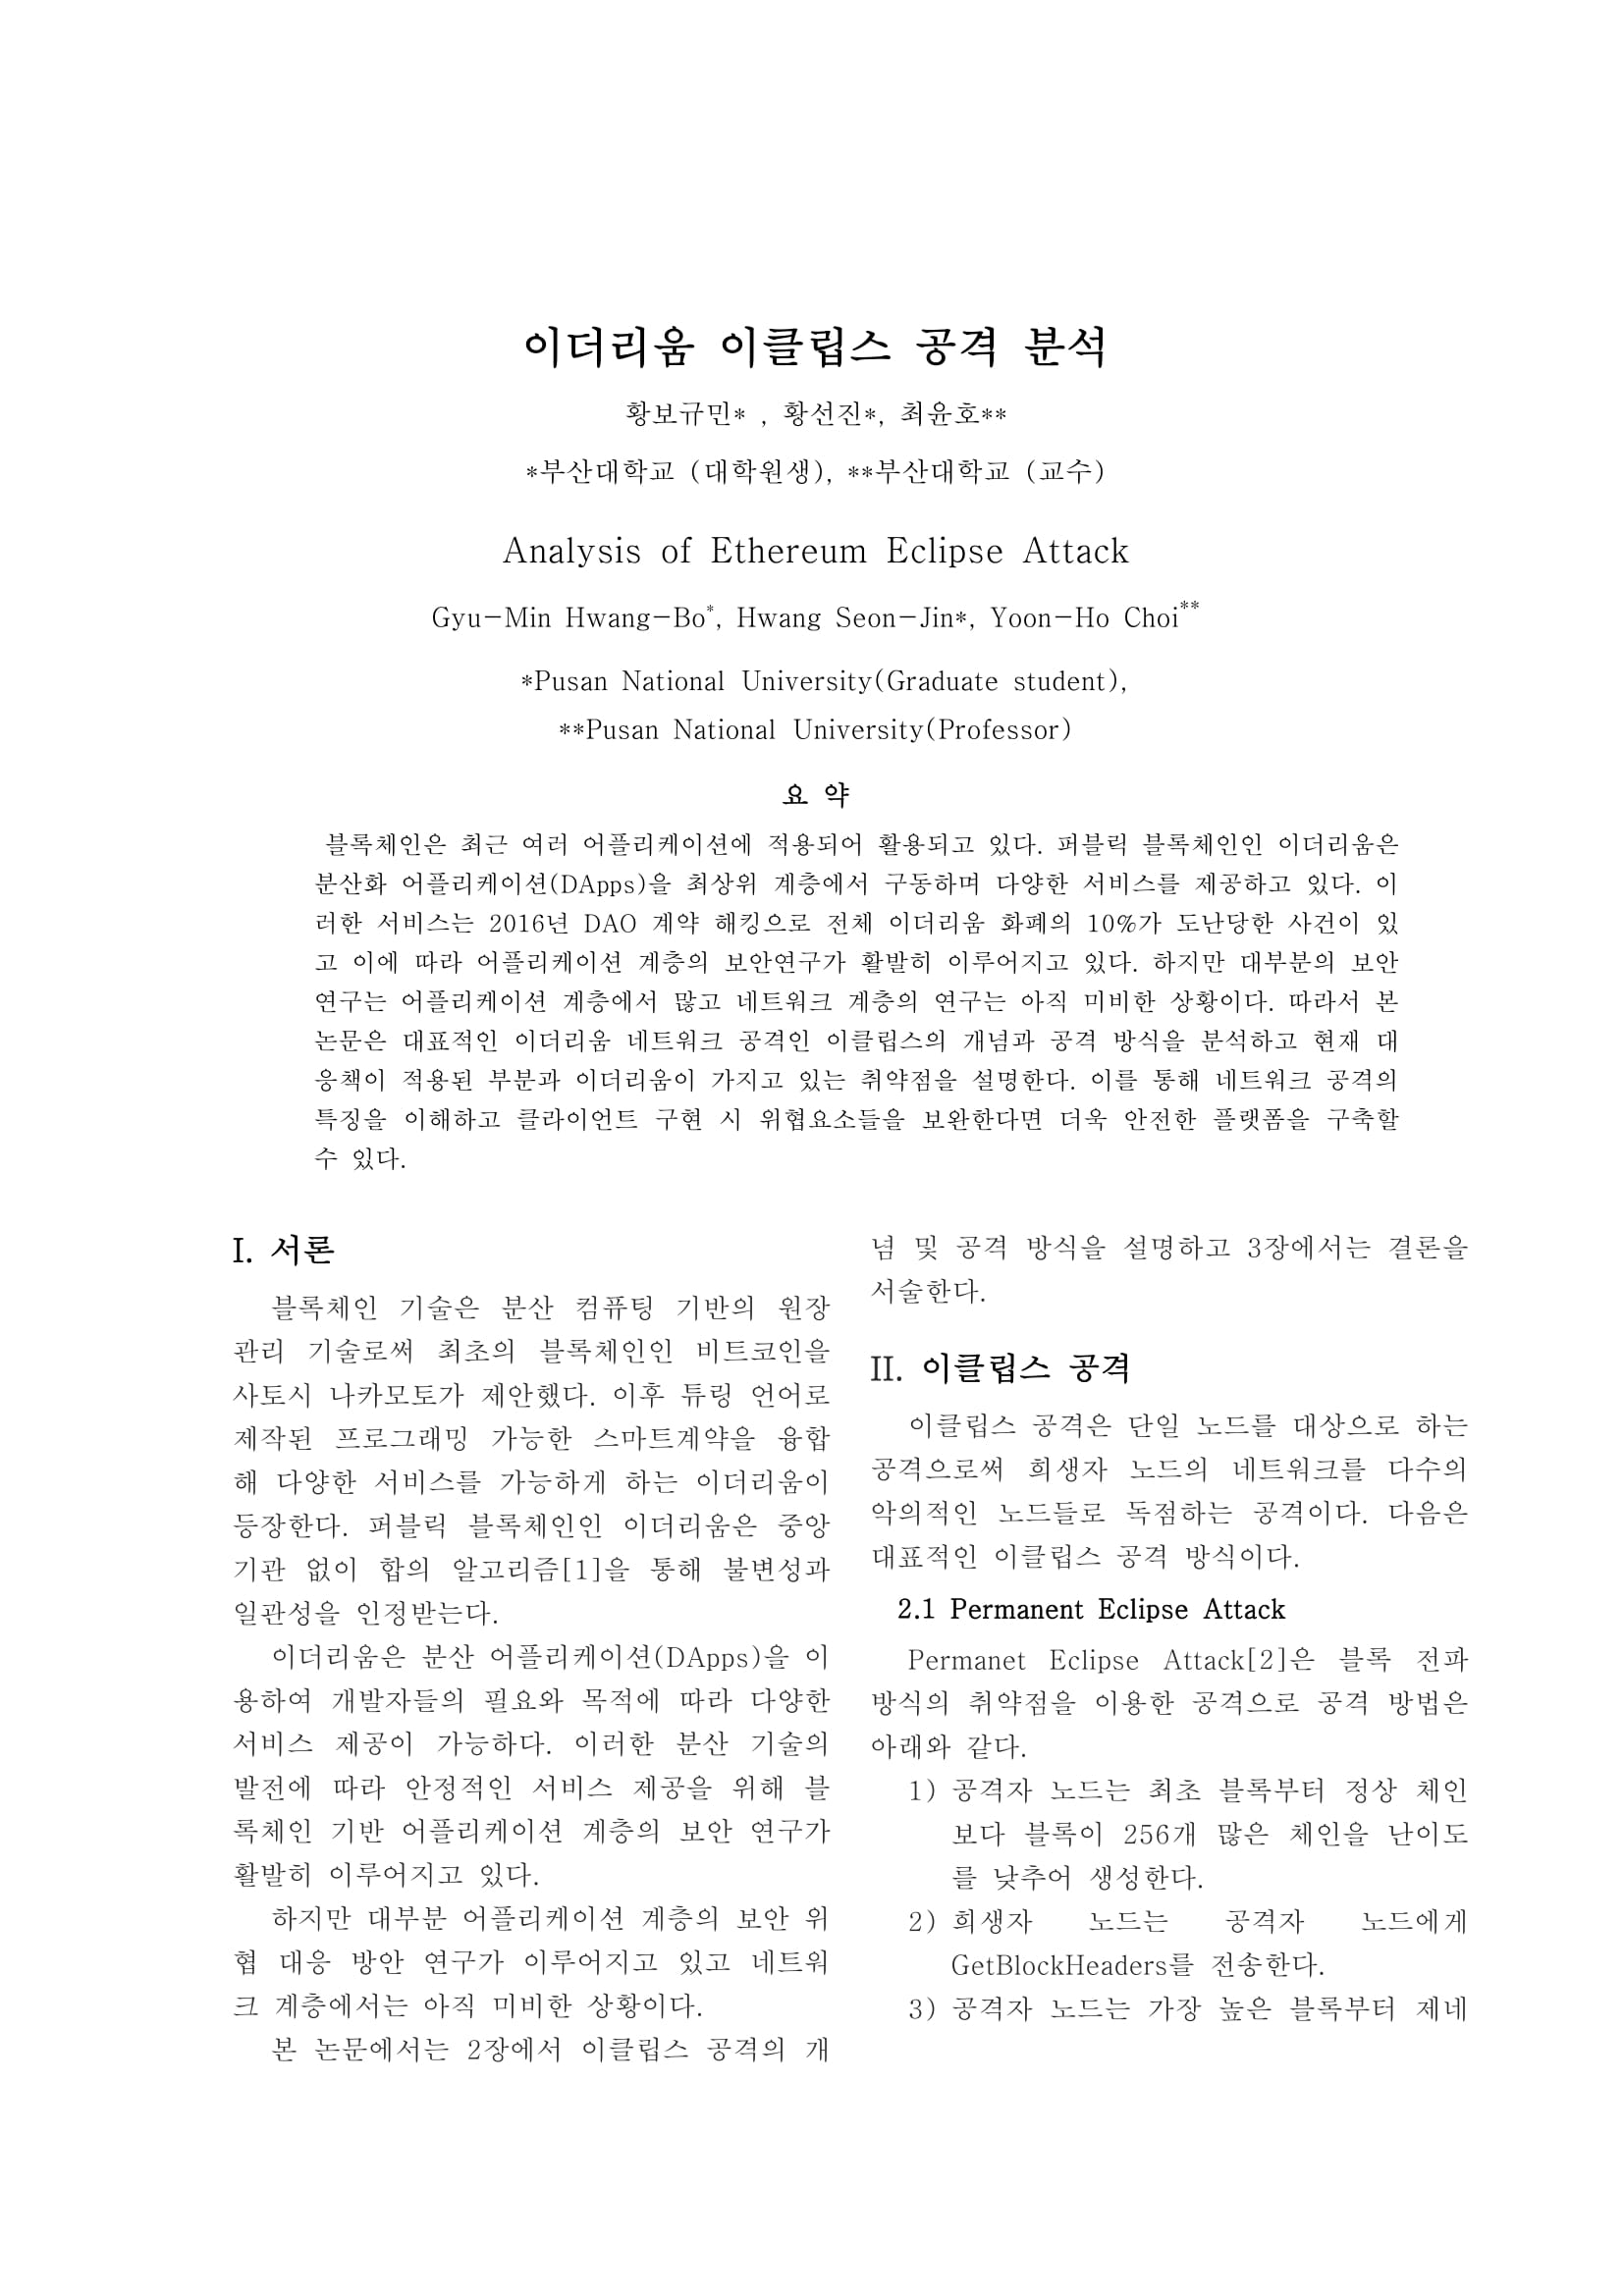 이더리움 이클립스 공격 분석
황보규민* , 황선진*, 최윤호**
*부산대학교 (대학원생), **부산대학교 (교수)
Analysis of Ethereum Eclipse Attack
Gyu-Min Hwang-Bo*, Hwang Seon-Jin*, Yoon-Ho Choi**
*Pusan National University(Graduate student),
**Pusan National University(Professor)
요 약
블록체인은 최근 여러 어플리케이션에 적용되어 활용되고 있다. 퍼블릭 블록체인인 이더리움은
분산화 어플리케이션(DApps)을 최상위 계층에서 구동하며 다양한 서비스를 제공하고 있다. 이
러한 서비스는 2016년 DAO 계약 해킹으로 전체 이더리움 화폐의 10%가 도난당한 사건이 있
고 이에 따라 어플리케이션 계층의 보안연구가 활발히 이루어지고 있다. 하지만 대부분의 보안
연구는 어플리케이션 계층에서 많고 네트워크 계층의 연구는 아직 미비한 상황이다. 따라서 본
논문은 대표적인 이더리움 네트워크 공격인 이클립스의 개념과 공격 방식을 분석하고 현재 대
응책이 적용된 부분과 이더리움이 가지고 있는 취약점을 설명한다. 이를 통해 네트워크 공격의
특징을 이해하고 클라이언트 구현 시 위협요소들을 보완한다면 더욱 안전한 플랫폼을 구축할
수 있다.
I. 서론
블록체인 기술은 분산 컴퓨팅 기반의 원장
관리 기술로써 최초의 블록체인인 비트코인을
사토시 나카모토가 제안했다. 이후 튜링 언어로
제작된 프로그래밍 가능한 스마트계약을 융합
해 다양한 서비스를 가능하게 하는 이더리움이
등장한다. 퍼블릭 블록체인인 이더리움은 중앙
기관 없이 합의 알고리즘[1]을 통해 불변성과
일관성을 인정받는다.
이더리움은 분산 어플리케이션(DApps)을 이
용하여 개발자들의 필요와 목적에 따라 다양한
서비스 제공이 가능하다. 이러한 분산 기술의
발전에 따라 안정적인 서비스 제공을 위해 블
록체인 기반 어플리케이션 계층의 보안 연구가
활발히 이루어지고 있다.
하지만 대부분 어플리케이션 계층의 보안 위
협 대응 방안 연구가 이루어지고 있고 네트워
크 계층에서는 아직 미비한 상황이다.
본 논문에서는 2장에서 이클립스 공격의 개
념 및 공격 방식을 설명하고 3장에서는 결론을
서술한다.
II. 이클립스 공격
이클립스 공격은 단일 노드를 대상으로 하는
공격으로써 희생자 노드의 네트워크를 다수의
악의적인 노드들로 독점하는 공격이다. 다음은
대표적인 이클립스 공격 방식이다.
2.1 Permanent Eclipse Attack
Permanet Eclipse Attack[2]은 블록 전파
방식의 취약점을 이용한 공격으로 공격 방법은
아래와 같다.
1) 공격자 노드는 최초 블록부터 정상 체인
보다 블록이 256개 많은 체인을 난이도
를 낮추어 생성한다.
2) 희생자 노드는 공격자 노드에게
GetBlockHeaders를 전송한다.
3) 공격자 노드는 가장 높은 블록부터 제네